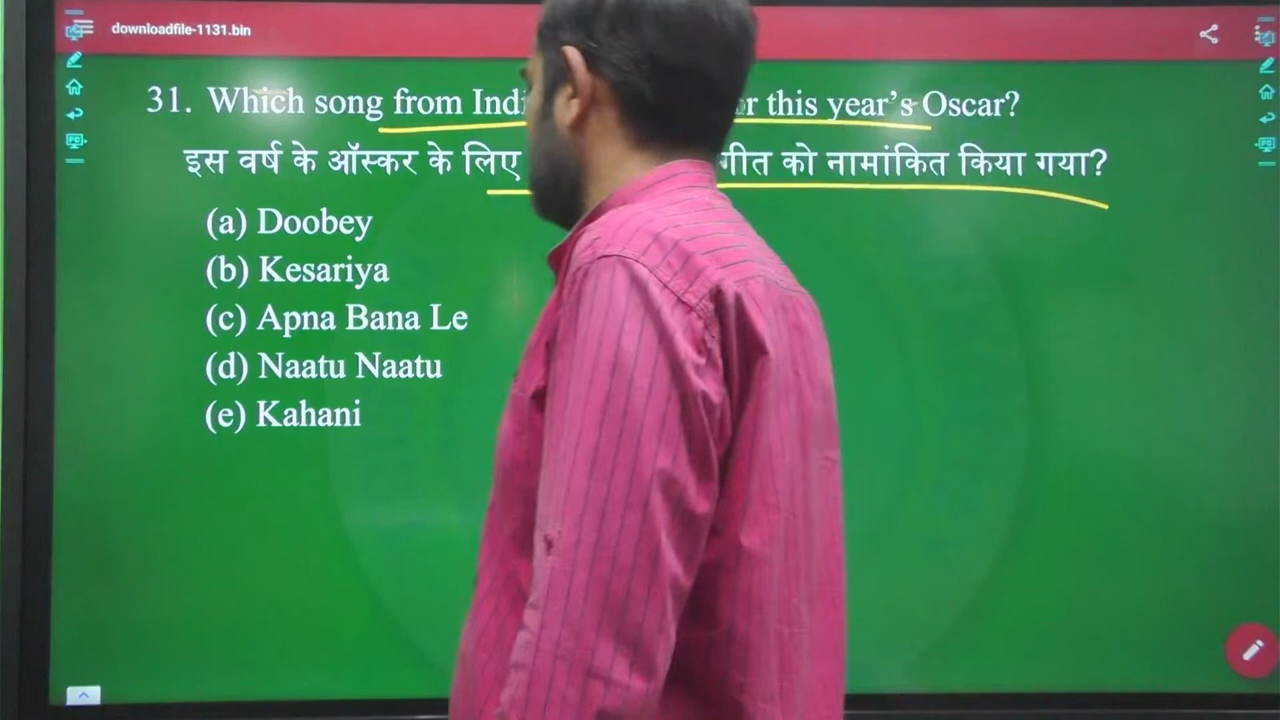 downloadfile-1131.bin
31. Which song from Indi r this year's Oscar?
इस वर्ष के ऑस्कर के लिए गीत को नामांकित किया गया?
(a) Doobey
(b) Kesariya
(c) Apna Bana Le
(d) Naatu Naatu
(e) Kahani